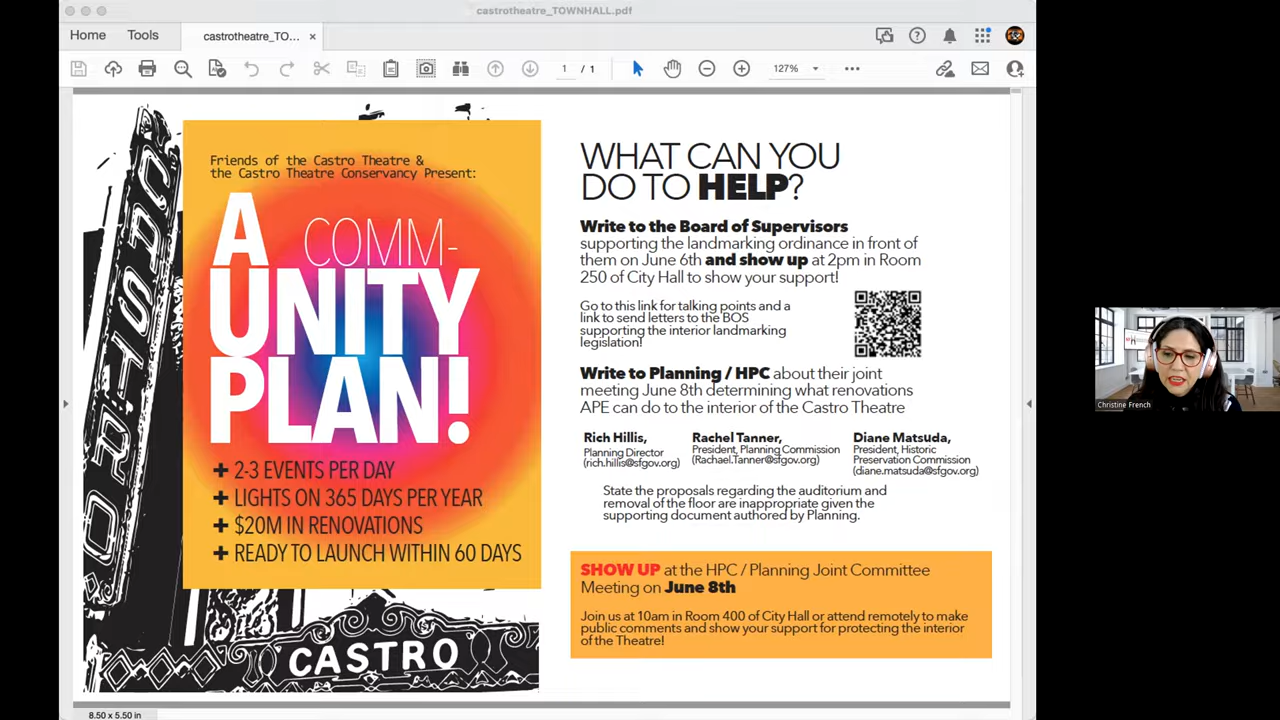 castrotheatre_TOWNHALL.pdf
Home Tools castrotheatre_TO... ×
1 / 1 127%
Friends of the Castro Theatre &
the Castro Theatre Conservancy Present:
A COMM-
UNITY
PLAN!
+ 2-3 EVENTS PER DAY
+ LIGHTS ON 365 DAYS PER YEAR
+ $20M IN RENOVATIONS
+ READY TO LAUNCH WITHIN 60 DAYS
CASTRO
CASTRO
WHAT CAN YOU
DO TO HELP?
Write to the Board of Supervisors
supporting the landmarking ordinance in front of
them on June 6th and show up at 2pm in Room
250 of City Hall to show your support!
Go to this link for talking points and a
link to send letters to the BOS
supporting the interior landmarking
legislation!
Write to Planning / HPC about their joint
meeting June 8th determining what renovations
APE can do to the interior of the Castro Theatre
Rich Hillis,
Planning Director
(rich.hillis@sfgov.org)
Rachel Tanner,
President, Planning Commission
(Rachael.Tanner@sfgov.org)
Diane Matsuda,
President, Historic
Preservation Commission
(diane.matsuda@sfgov.org)
State the proposals regarding the auditorium and
removal of the floor are inappropriate given the
supporting document authored by Planning.
SHOW UP at the HPC / Planning Joint Committee
Meeting on June 8th
Join us at 10am in Room 400 of City Hall or attend remotely to make
public comments and show your support for protecting the interior
of the Theatre!
8.50 x 5.50 in
Christine French